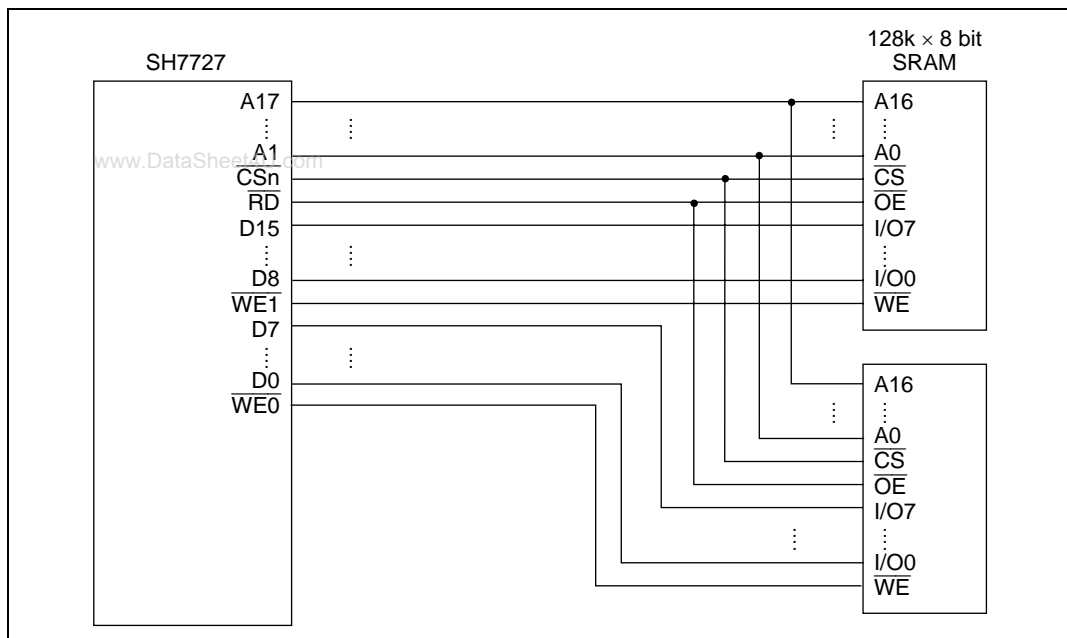 128k × 8 bit
SH7727
SRAM
A17
A16
www.DataSheet4U.com
A1
A0
CSn
CS
RD
OE
D15
I/O7
D8
I/O0
WE1
WE
D7
D0
A16
WE0
A0
CS
OE
I/O7
I/O0
WE